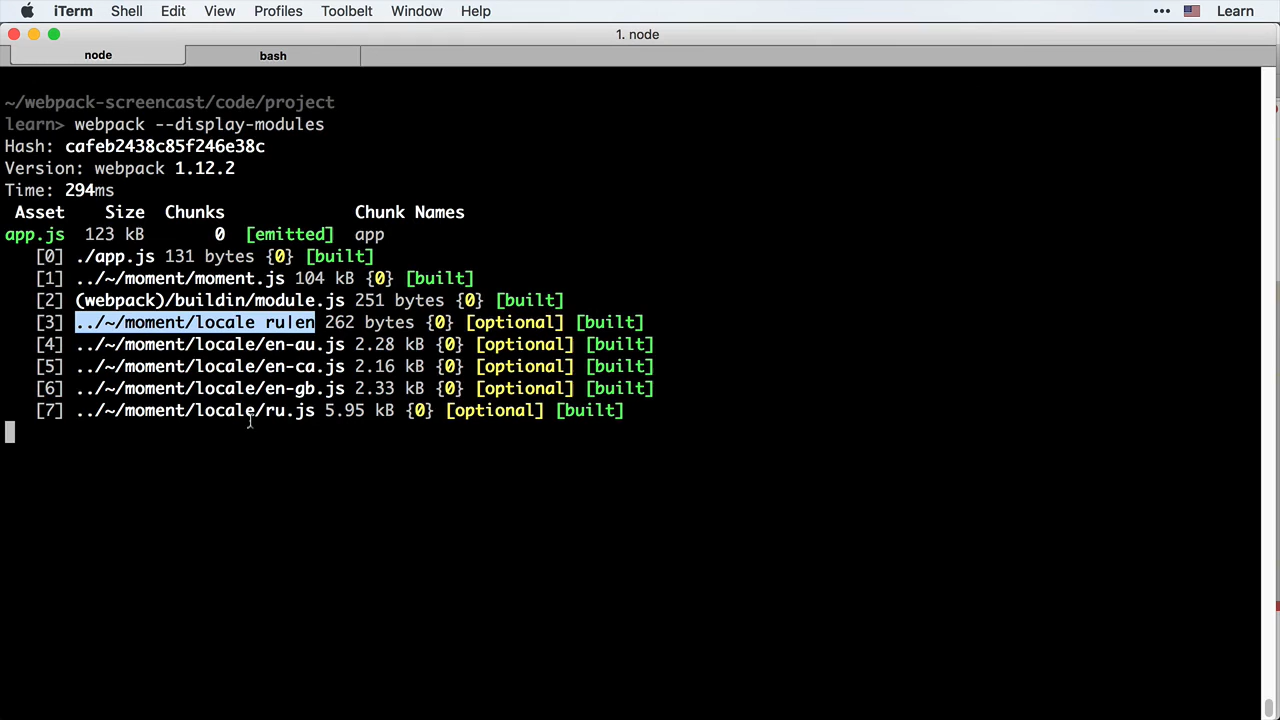 iTerm Shell Edit View Profiles Toolbelt Window Help ••• Learn
1. node
node bash
~/webpack-screencast/code/project
learn> webpack --display-modules
Hash: cafeb2438c85f246e38c
Version: webpack 1.12.2
Time: 294ms
Asset Size Chunks Chunk Names
app.js 123 kB 0 [emitted] app
[0] ./app.js 131 bytes {0} [built]
[1] ../~/moment/moment.js 104 kB {0} [built]
[2] (webpack)/buildin/module.js 251 bytes {0} [built]
[3] ../~/moment/locale ru|en 262 bytes {0} [optional] [built]
[4] ../~/moment/locale/en-au.js 2.28 kB {0} [optional] [built]
[5] ../~/moment/locale/en-ca.js 2.16 kB {0} [optional] [built]
[6] ../~/moment/locale/en-gb.js 2.33 kB {0} [optional] [built]
[7] ../~/moment/locale/ru.js 5.95 kB {0} [optional] [built]